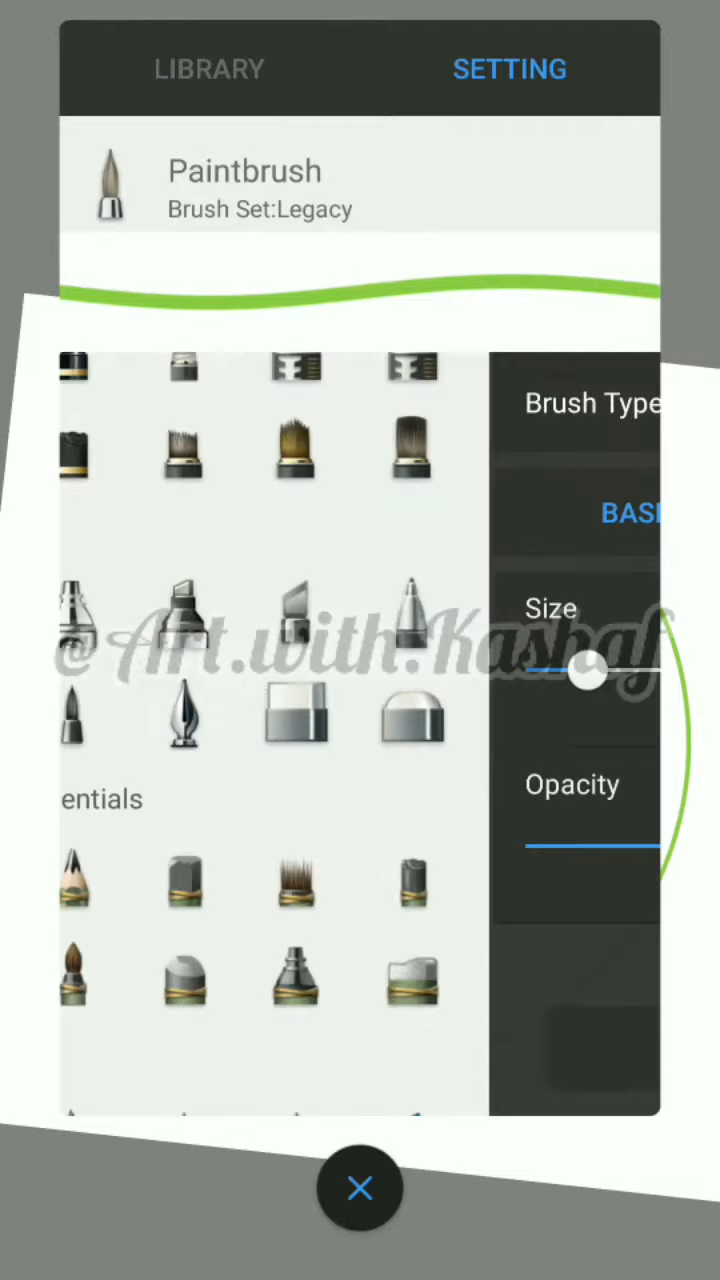 LIBRARY SETTING
Paintbrush
Brush Set:Legacy
Brush Type
BASI
Size
@Art.with.Kashaf
Opacity
entials